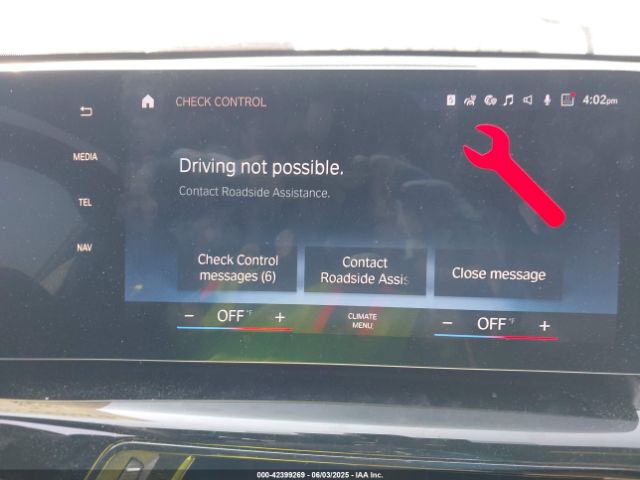 CHECK CONTROL
4:02pm
MEDIA
TEL
NAV
Driving not possible.
Contact Roadside Assistance.
Check Control
messages (6)
Contact
Roadside Assis
Close message
− OFF °F +
CLIMATE
MENU
− OFF °F +
000-42399269 - 06/03/2025 - IAA Inc.